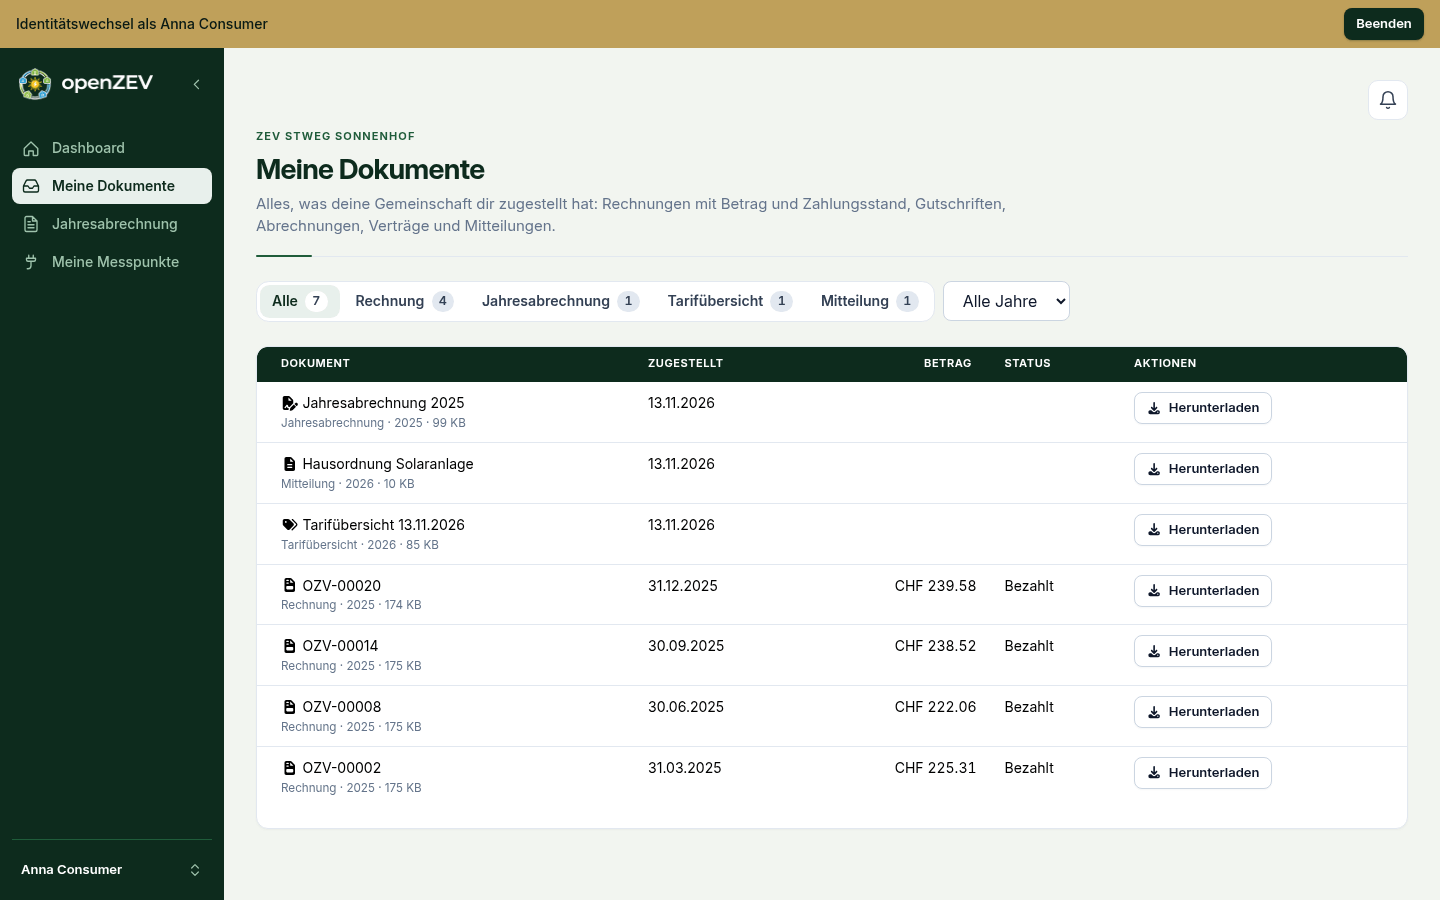 Identitätswechsel als Anna Consumer
Beenden
openZEV
Dashboard
Meine Dokumente
Jahresabrechnung
Meine Messpunkte
Anna Consumer
ZEV STWEG SONNENHOF
Meine Dokumente
Alles, was deine Gemeinschaft dir zugestellt hat: Rechnungen mit Betrag und Zahlungsstand, Gutschriften,
Abrechnungen, Verträge und Mitteilungen.
Alle 7 Rechnung 4 Jahresabrechnung 1 Tarifübersicht 1 Mitteilung 1 Alle Jahre
DOKUMENT ZUGESTELLT BETRAG STATUS AKTIONEN
Jahresabrechnung 2025 13.11.2026 Herunterladen
Jahresabrechnung · 2025 · 99 KB
Hausordnung Solaranlage 13.11.2026 Herunterladen
Mitteilung · 2026 · 10 KB
Tarifübersicht 13.11.2026 13.11.2026 Herunterladen
Tarifübersicht · 2026 · 85 KB
OZV-00020 31.12.2025 CHF 239.58 Bezahlt Herunterladen
Rechnung · 2025 · 174 KB
OZV-00014 30.09.2025 CHF 238.52 Bezahlt Herunterladen
Rechnung · 2025 · 175 KB
OZV-00008 30.06.2025 CHF 222.06 Bezahlt Herunterladen
Rechnung · 2025 · 175 KB
OZV-00002 31.03.2025 CHF 225.31 Bezahlt Herunterladen
Rechnung · 2025 · 175 KB